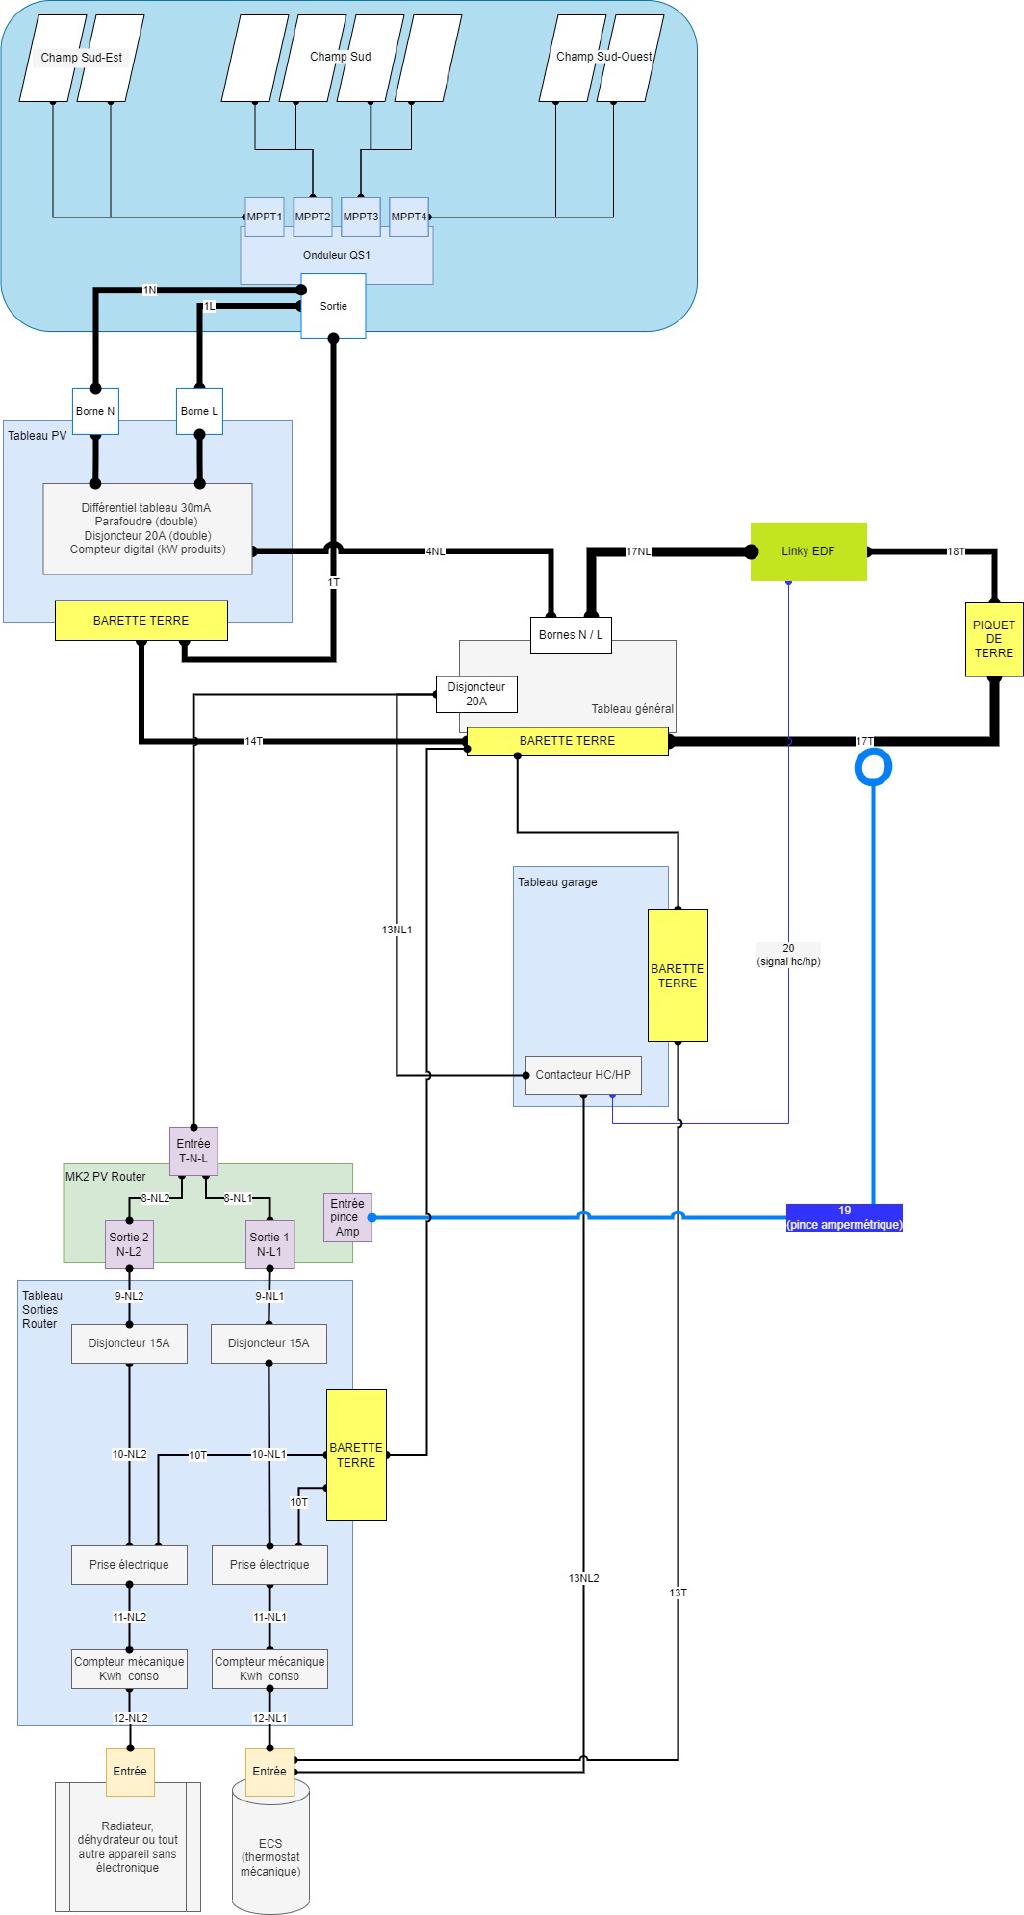 Champ Sud-Est
Champ Sud
Champ Sud-Ouest
MPPT1
MPPT2
MPPT3
MPPT4
Onduleur QS1
1N
1L
Sortie
Borne N
Borne L
Tableau PV
Différentiel tableau 30mA
Parafoudre (double)
Disjoncteur 20A (double)
Compteur digital (kW produits)
4NL
17NL
Linky EDF
18T
1T
BARETTE TERRE
Bornes N / L
PIQUET
DE
TERRE
Disjoncteur
20A
Tableau général
14T
BARETTE TERRE
17T
Tableau garage
13NL1
20
(signal hc/hp)
BARETTE
TERRE
Contacteur HC/HP
Entrée
T-N-L
MK2 PV Router
8-NL2
8-NL1
Entrée
pince
Amp
19
(pince ampermétrique)
Sortie 2
N-L2
Sortie 1
N-L1
Tableau
Sorties
Router
9-NL2
9-NL1
Disjoncteur 15A
Disjoncteur 15A
10-NL2
10T
10-NL1
BARETTE
TERRE
10T
Prise électrique
Prise électrique
13NL2
13T
11-NL2
11-NL1
Compteur mécanique
Kwh conso
Compteur mécanique
Kwh conso
12-NL2
12-NL1
Entrée
Entrée
Radiateur,
déhydrateur ou tout
autre appareil sans
électronique
ECS
(thermostat
mécanique)